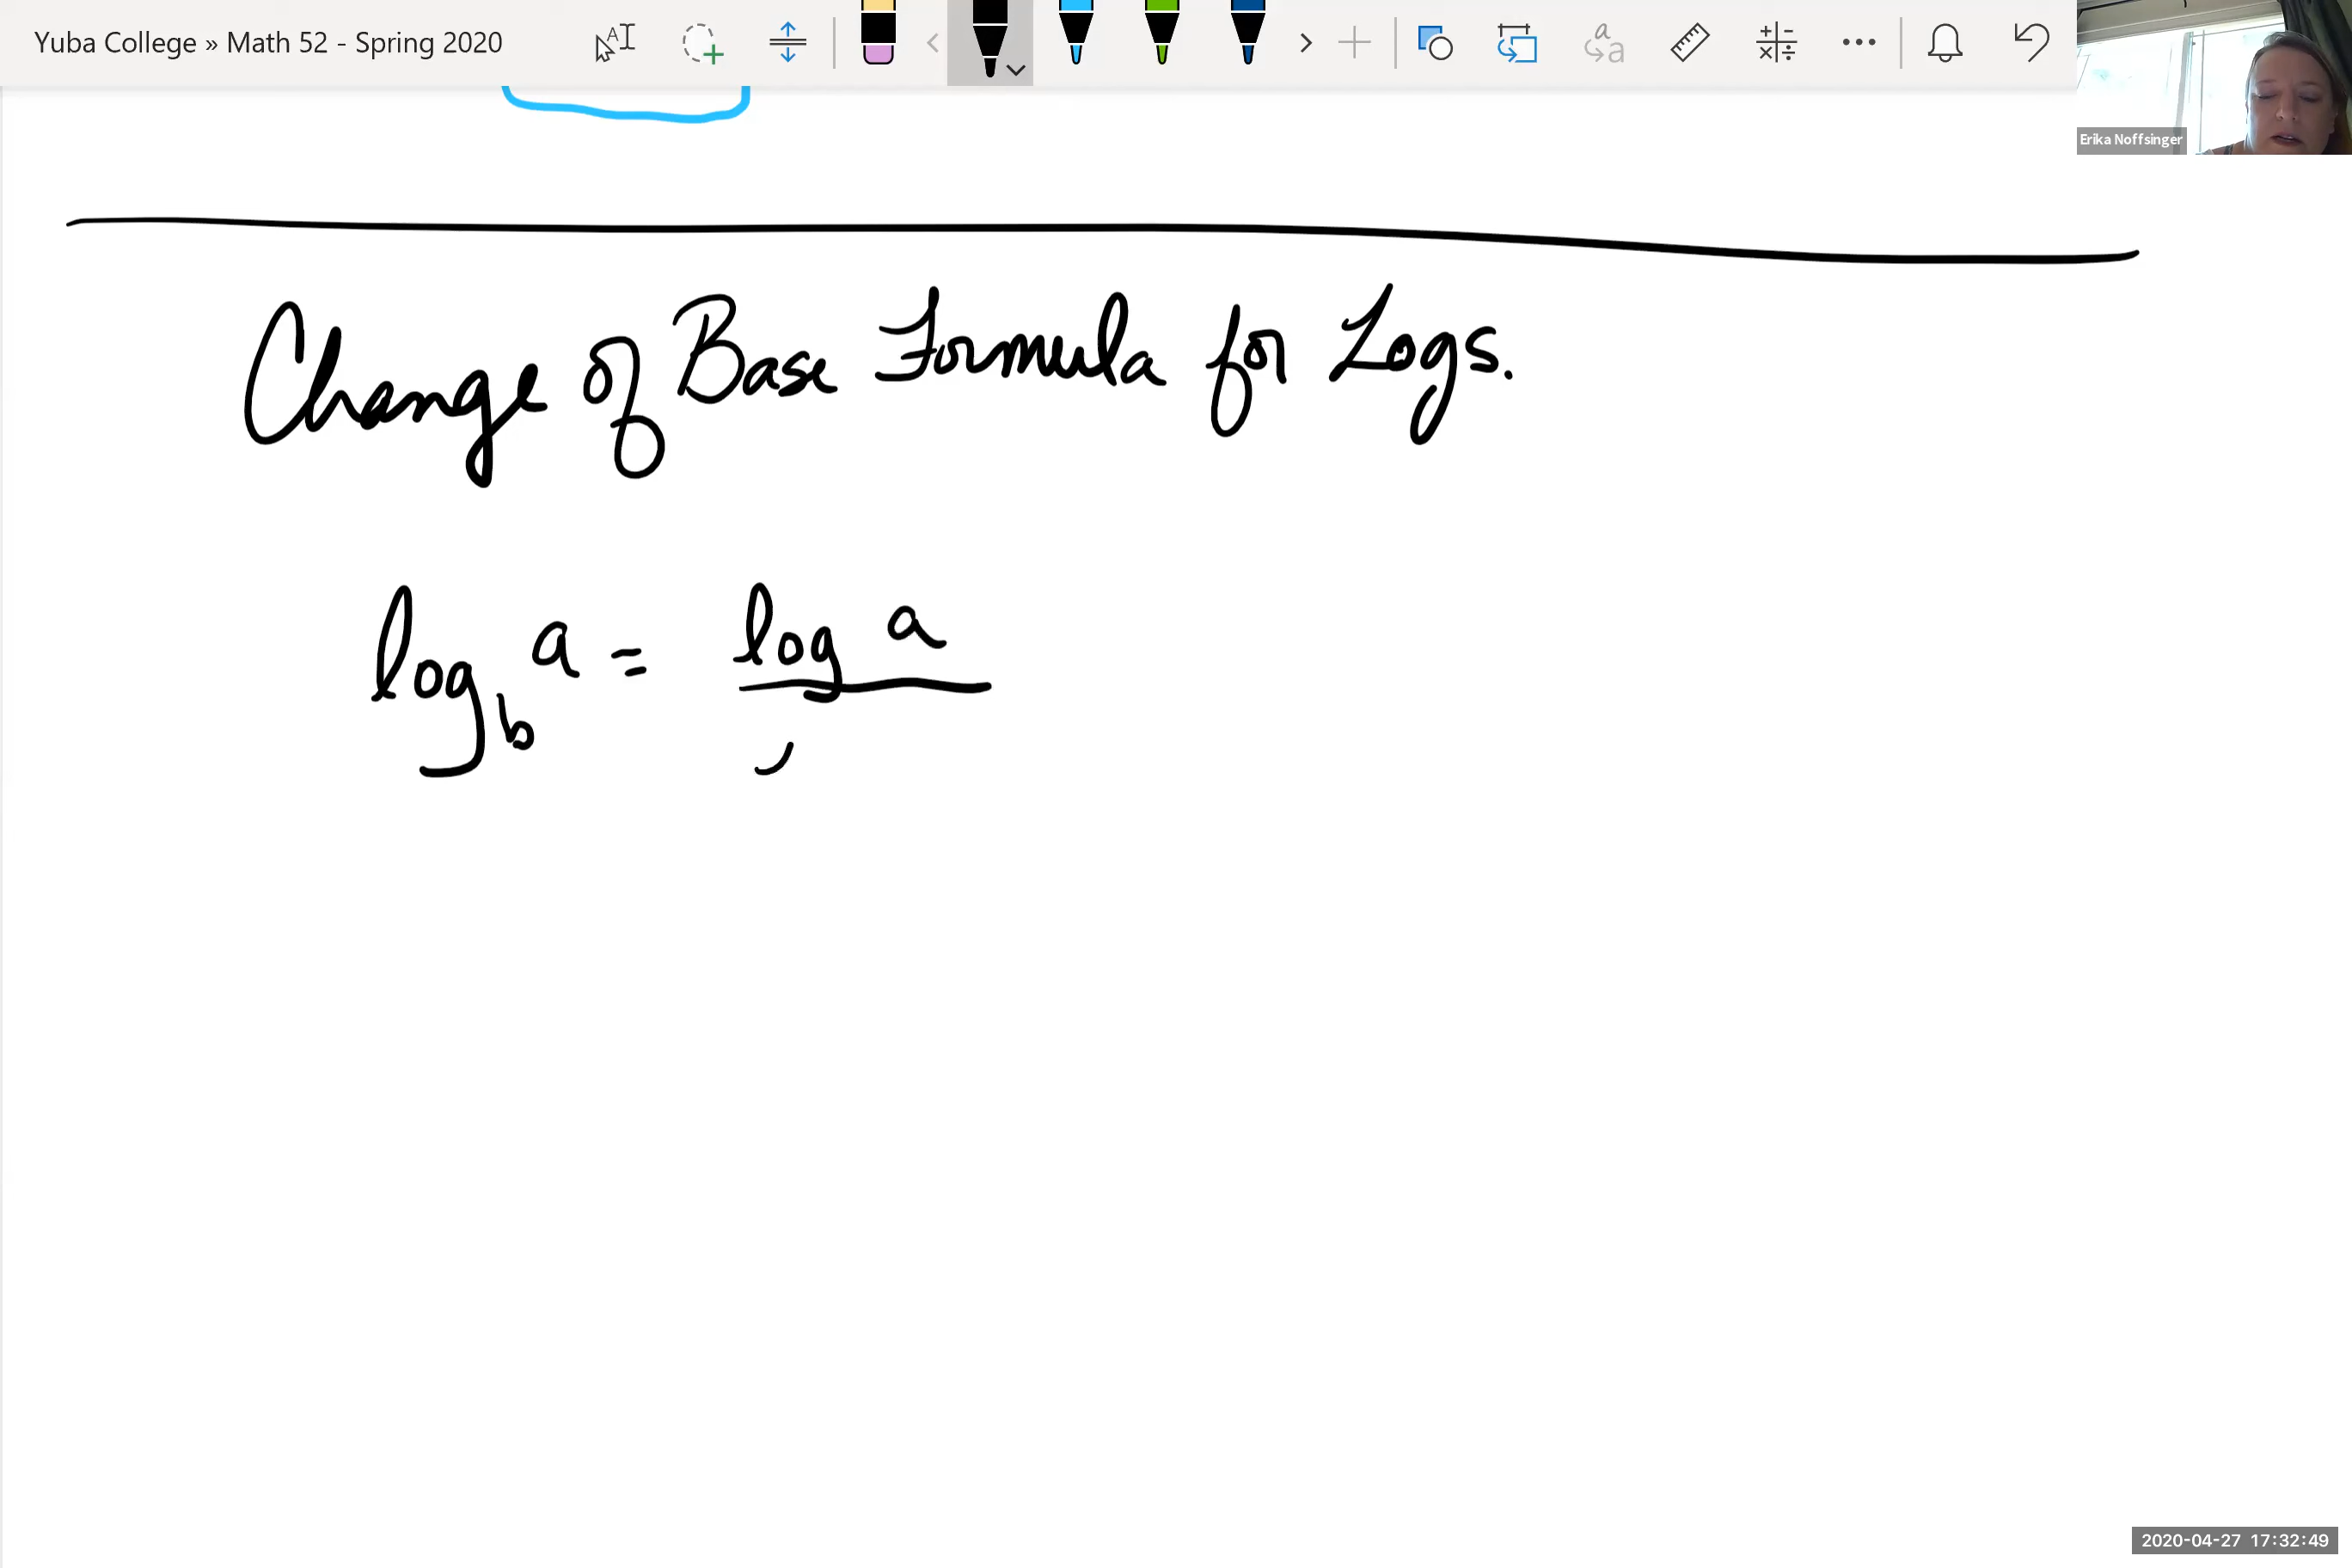 Yuba College » Math 52 - Spring 2020
Erika Noffsinger
Change of Base Formula for Logs.
log_b a = log a
2020-04-27 17:32:49